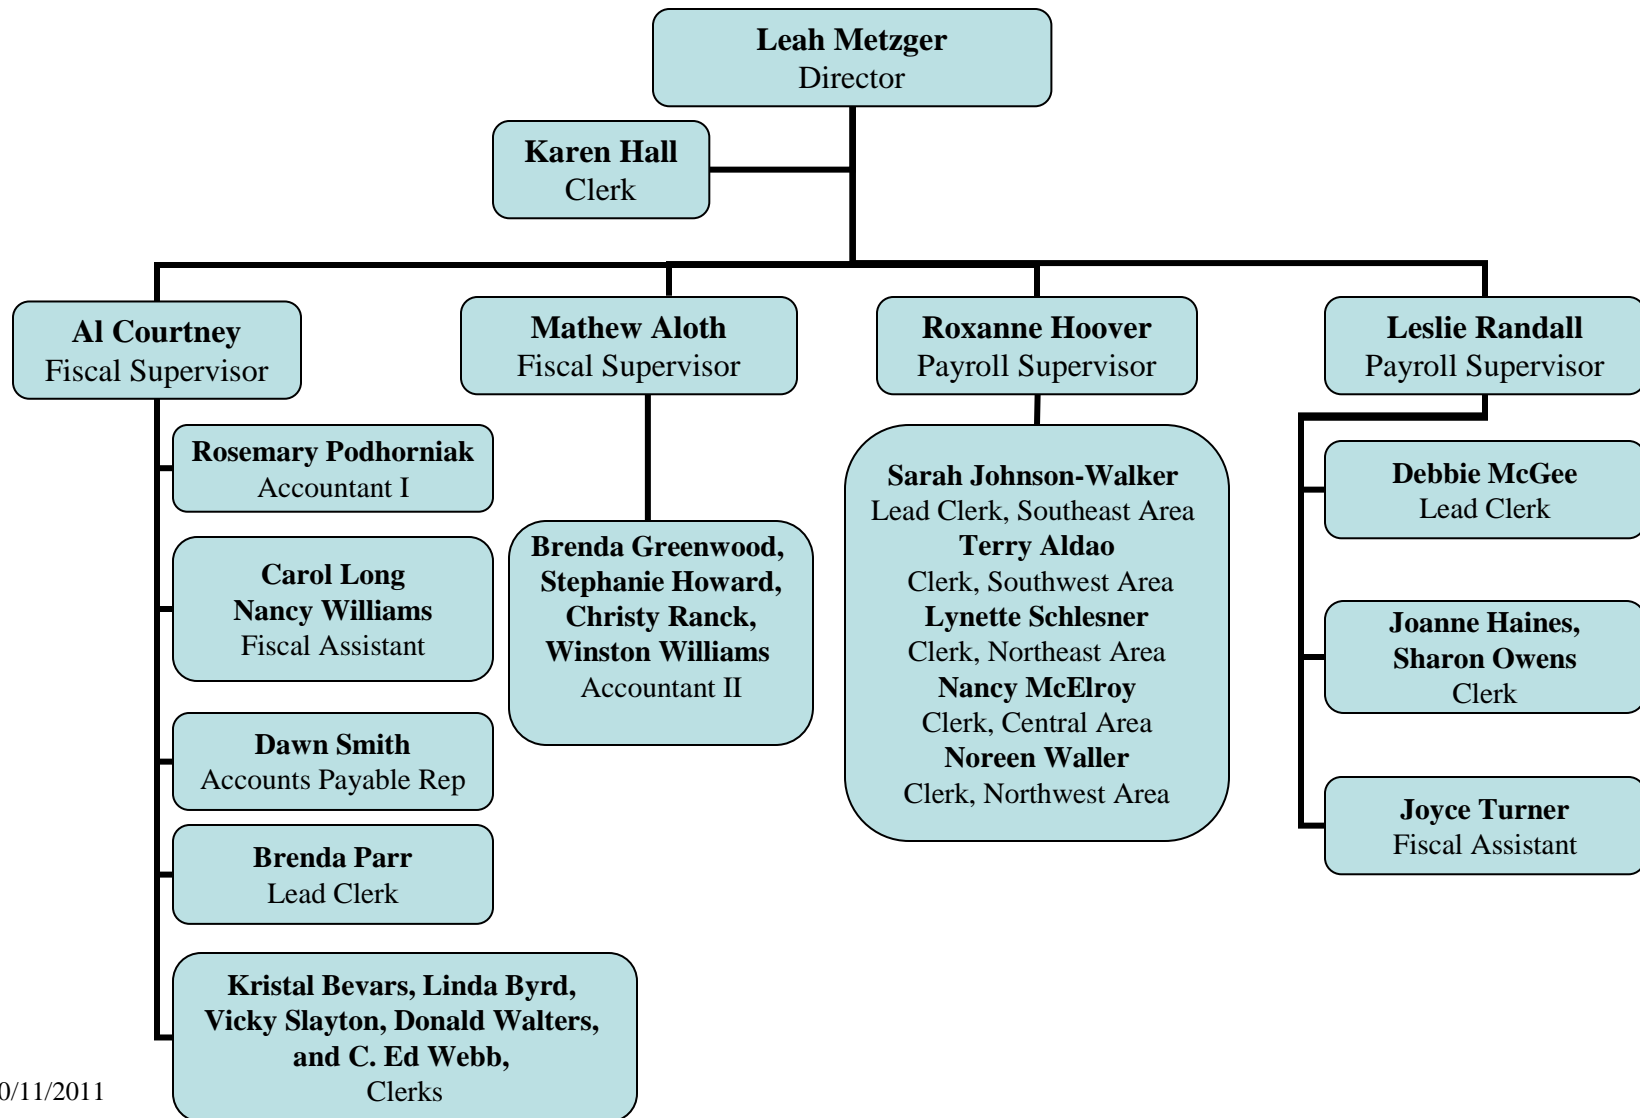 Leah Metzger
Director
Karen Hall
Clerk
Al Courtney
Fiscal Supervisor
Mathew Aloth
Fiscal Supervisor
Roxanne Hoover
Payroll Supervisor
Leslie Randall
Payroll Supervisor
Rosemary Podhorniak
Accountant I
Carol Long
Nancy Williams
Fiscal Assistant
Dawn Smith
Accounts Payable Rep
Brenda Parr
Lead Clerk
Kristal Bevars, Linda Byrd,
Vicky Slayton, Donald Walters,
and C. Ed Webb,
Clerks
Brenda Greenwood,
Stephanie Howard,
Christy Ranck,
Winston Williams
Accountant II
Sarah Johnson-Walker
Lead Clerk, Southeast Area
Terry Aldao
Clerk, Southwest Area
Lynette Schlesner
Clerk, Northeast Area
Nancy McElroy
Clerk, Central Area
Noreen Waller
Clerk, Northwest Area
Debbie McGee
Lead Clerk
Joanne Haines,
Sharon Owens
Clerk
Joyce Turner
Fiscal Assistant
0/11/2011